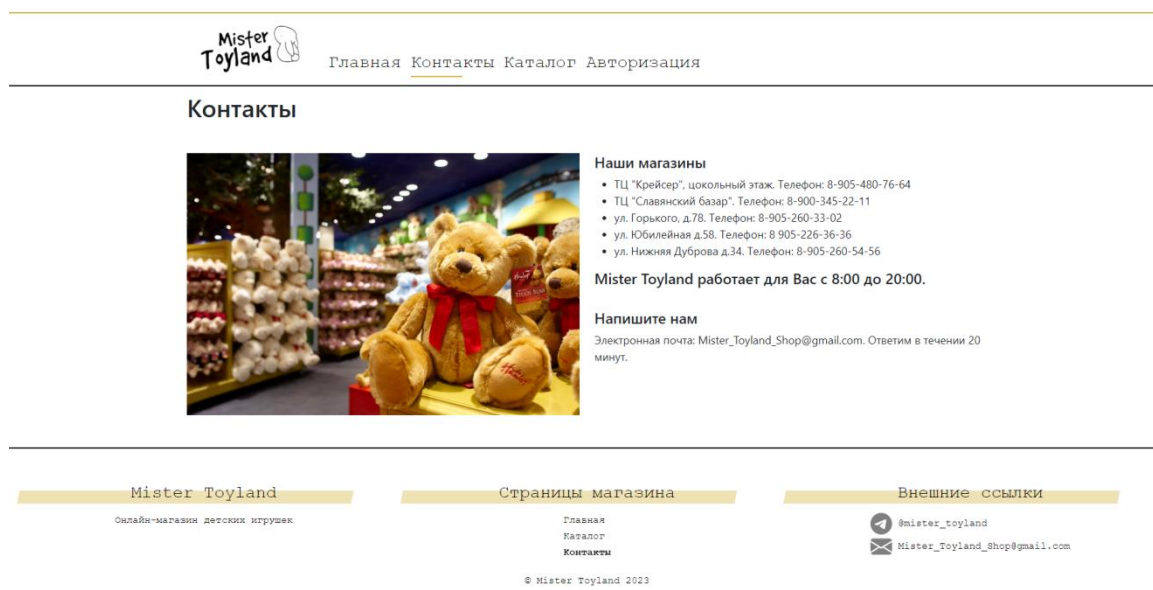 Mister
Toyland
Главная Контакты Каталог Авторизация
Контакты
Наши магазины
• ТЦ "Крейсер", цокольный этаж. Телефон: 8-905-480-76-64
• ТЦ "Славянский базар". Телефон: 8-900-345-22-11
• ул. Горького, д.78. Телефон: 8-905-260-33-02
• ул. Юбилейная д.58. Телефон: 8 905-226-36-36
• ул. Нижняя Дуброва д.34. Телефон: 8-905-260-54-56
Mister Toyland работает для Вас с 8:00 до 20:00.
Напишите нам
Электронная почта: Mister_Toyland_Shop@gmail.com. Ответим в течении 20
минут.
Mister Toyland
Онлайн-магазин детских игрушек
Страницы магазина
Главная
Каталог
Контакты
Внешние ссылки
@mister_toyland
Mister_Toyland_Shop@gmail.com
© Mister Toyland 2023